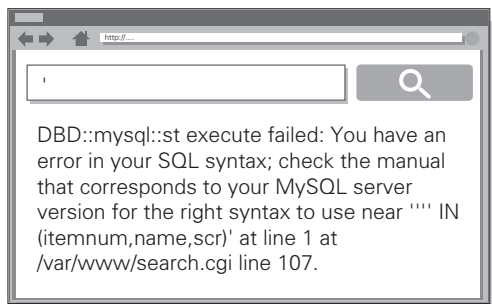 http://....
'
DBD::mysql::st execute failed: You have an
error in your SQL syntax; check the manual
that corresponds to your MySQL server
version for the right syntax to use near '''' IN
(itemnum,name,scr)' at line 1 at
/var/www/search.cgi line 107.